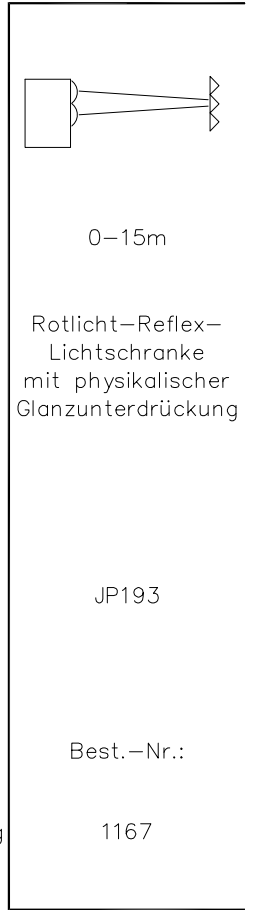 0-15m
Rotlicht-Reflex-
Lichtschranke
mit physikalischer
Glanzunterdrückung
JP193
Best.-Nr.:
1167